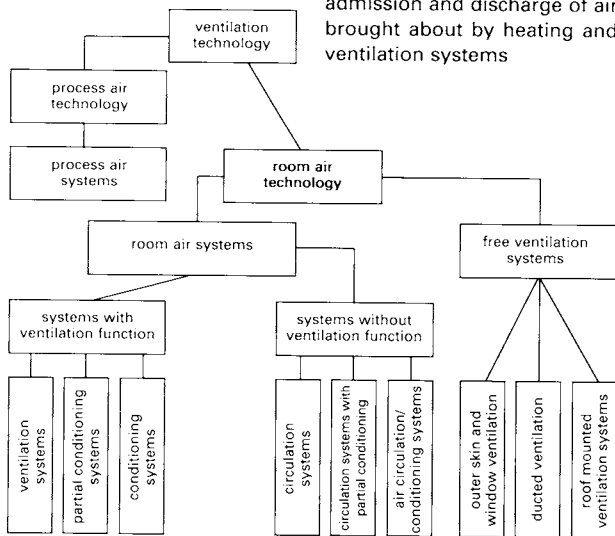 admission and discharge of air
brought about by heating and
ventilation systems
ventilation
technology
process air
technology
process air
systems
room air
technology
room air systems
free ventilation
systems
systems with
ventilation function
systems without
ventilation function
ventilation
systems
partial conditioning
systems
conditioning
systems
circulation
systems
circulation systems with
partial conditioning
air circulation/
conditioning systems
outer skin and
window ventilation
ducted ventilation
roof mounted
ventilation systems